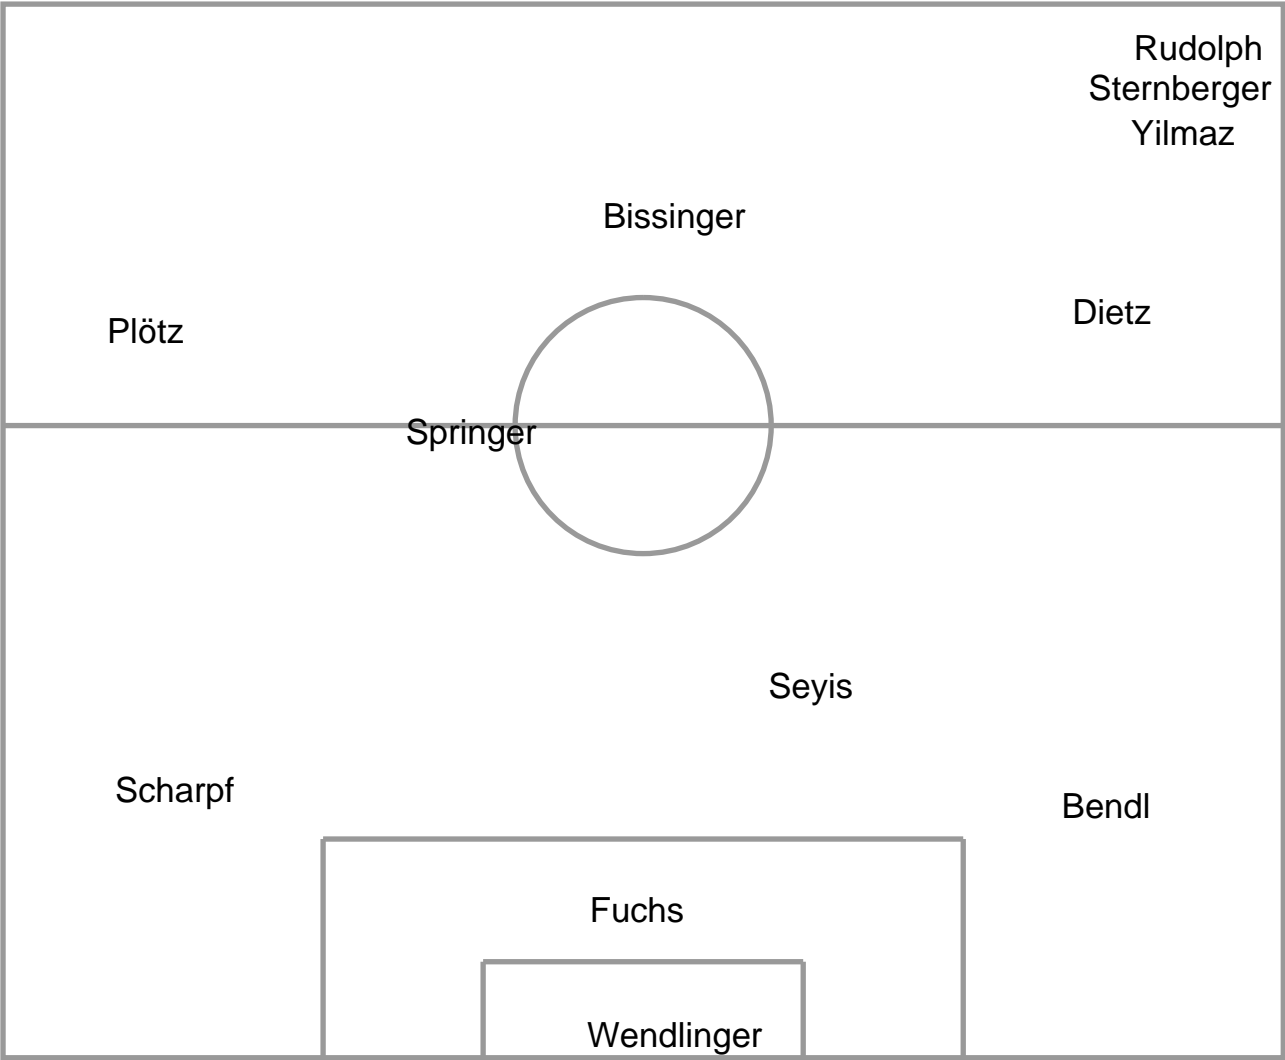 Rudolph
Sternberger
Yilmaz
Bissinger
Dietz
Plötz
Springer
Seyis
Scharpf
Bendl
Fuchs
Wendlinger